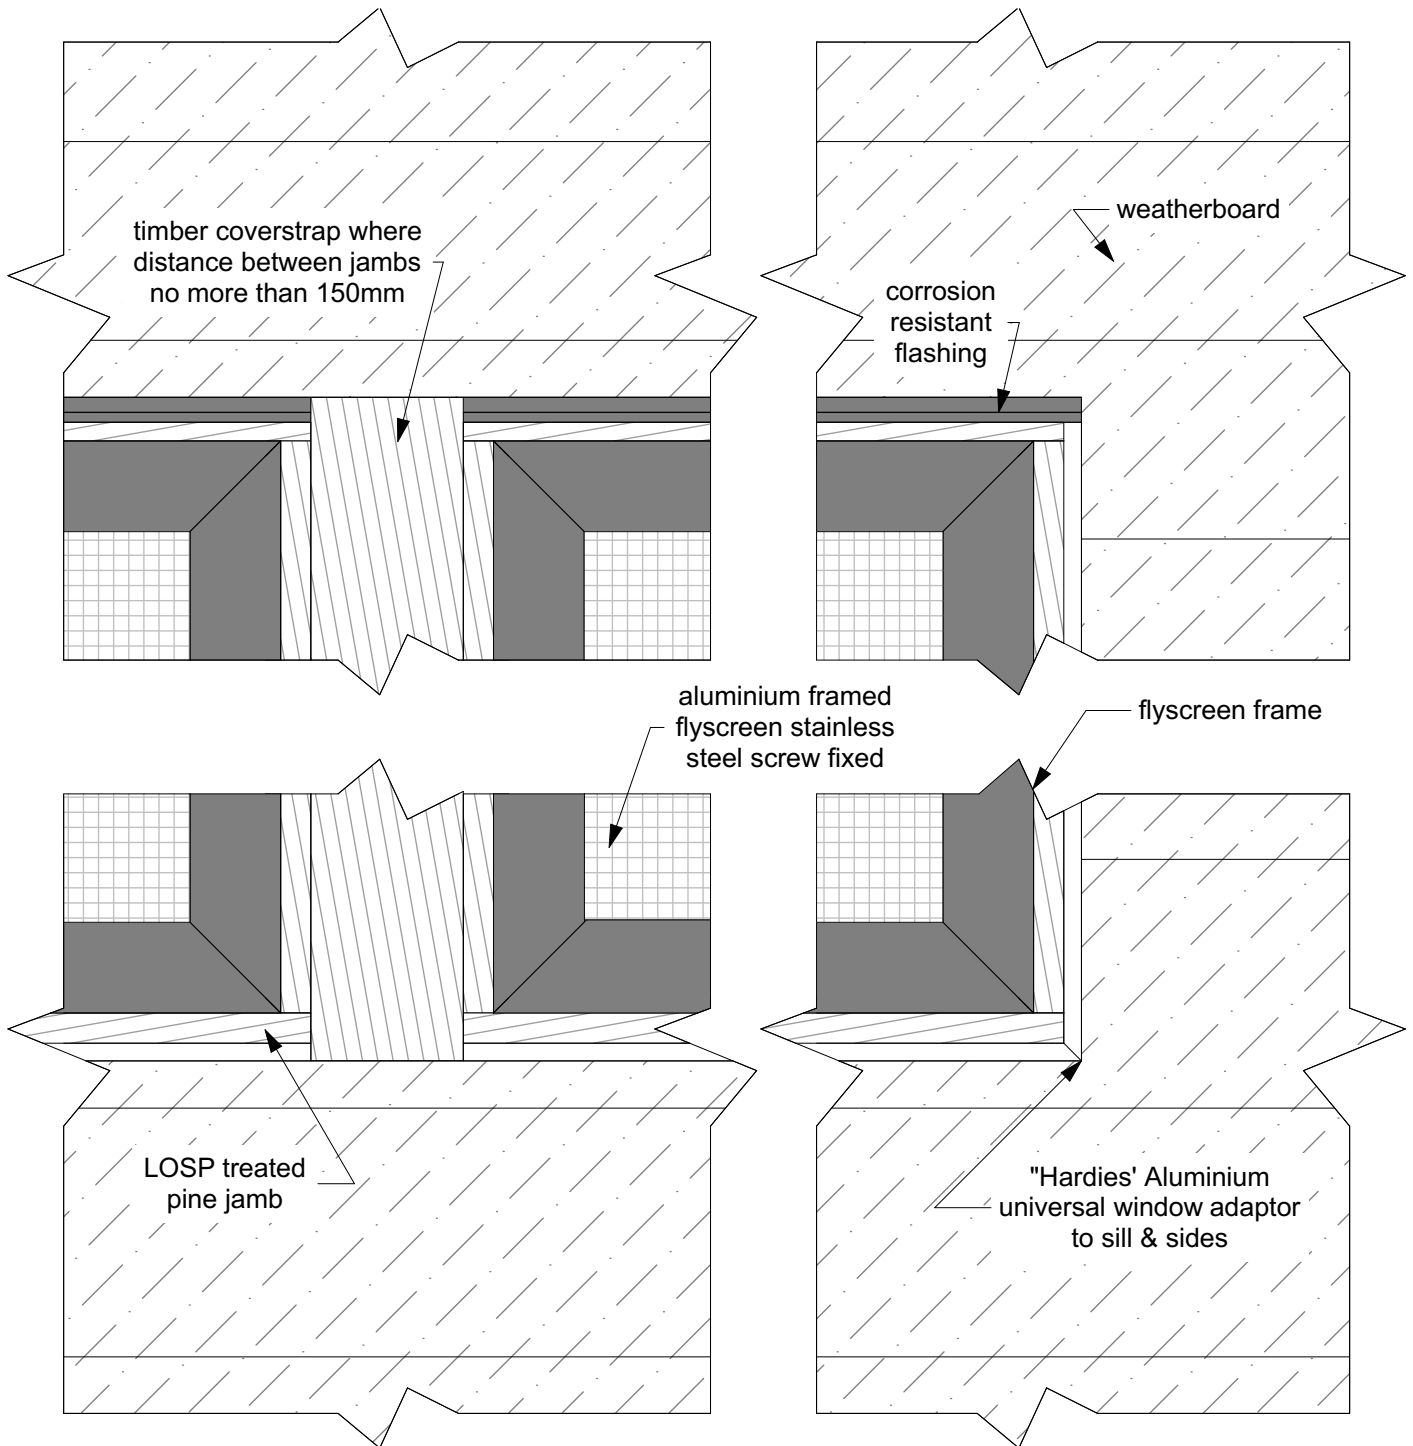 timber coverstrap where
distance between jambs
no more than 150mm
weatherboard
corrosion
resistant
flashing
aluminium framed
flyscreen stainless
steel screw fixed
flyscreen frame
LOSP treated
pine jamb
"Hardies' Aluminium
universal window adaptor
to sill & sides